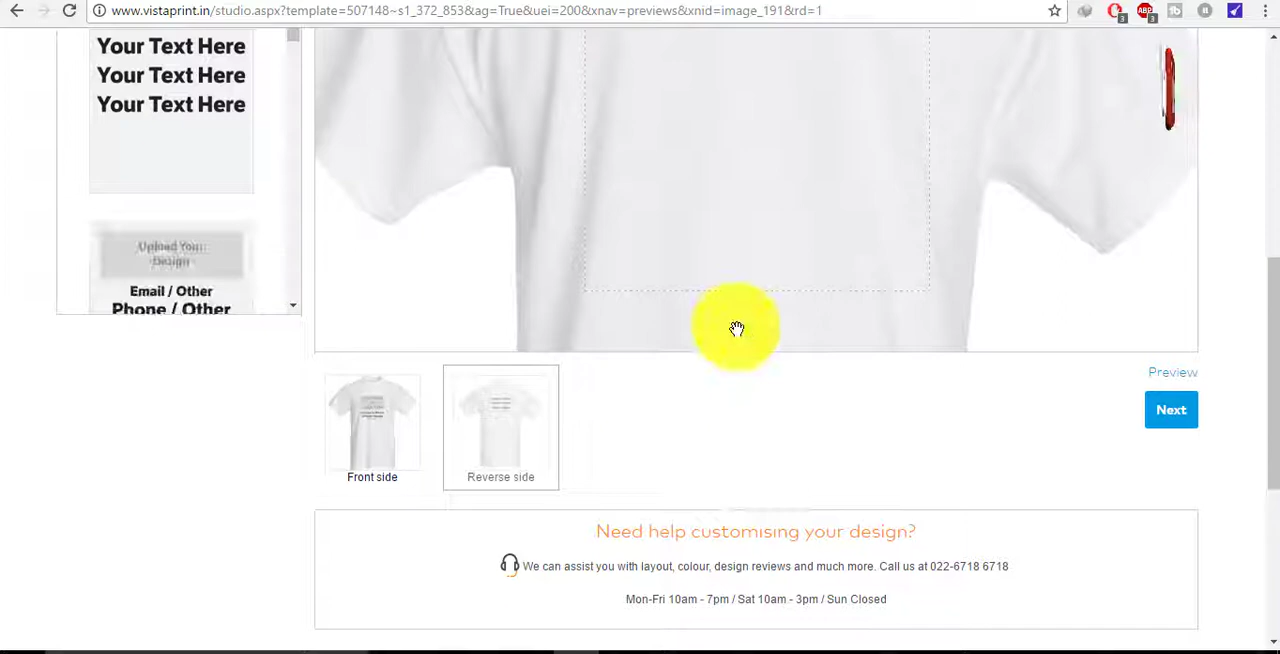 www.vistaprint.in/studio.aspx?template=507148~s1_372_853&ag=True&uei=200&xnav=previews&xnid=image_191&rd=1
3
ABP
3
Your Text Here
Your Text Here
Your Text Here
Upload Your
Design
Email / Other
Phone / Other
Preview
Next
Front side
Reverse side
Need help customising your design?
We can assist you with layout, colour, design reviews and much more. Call us at 022-6718 6718
Mon-Fri 10am - 7pm / Sat 10am - 3pm / Sun Closed